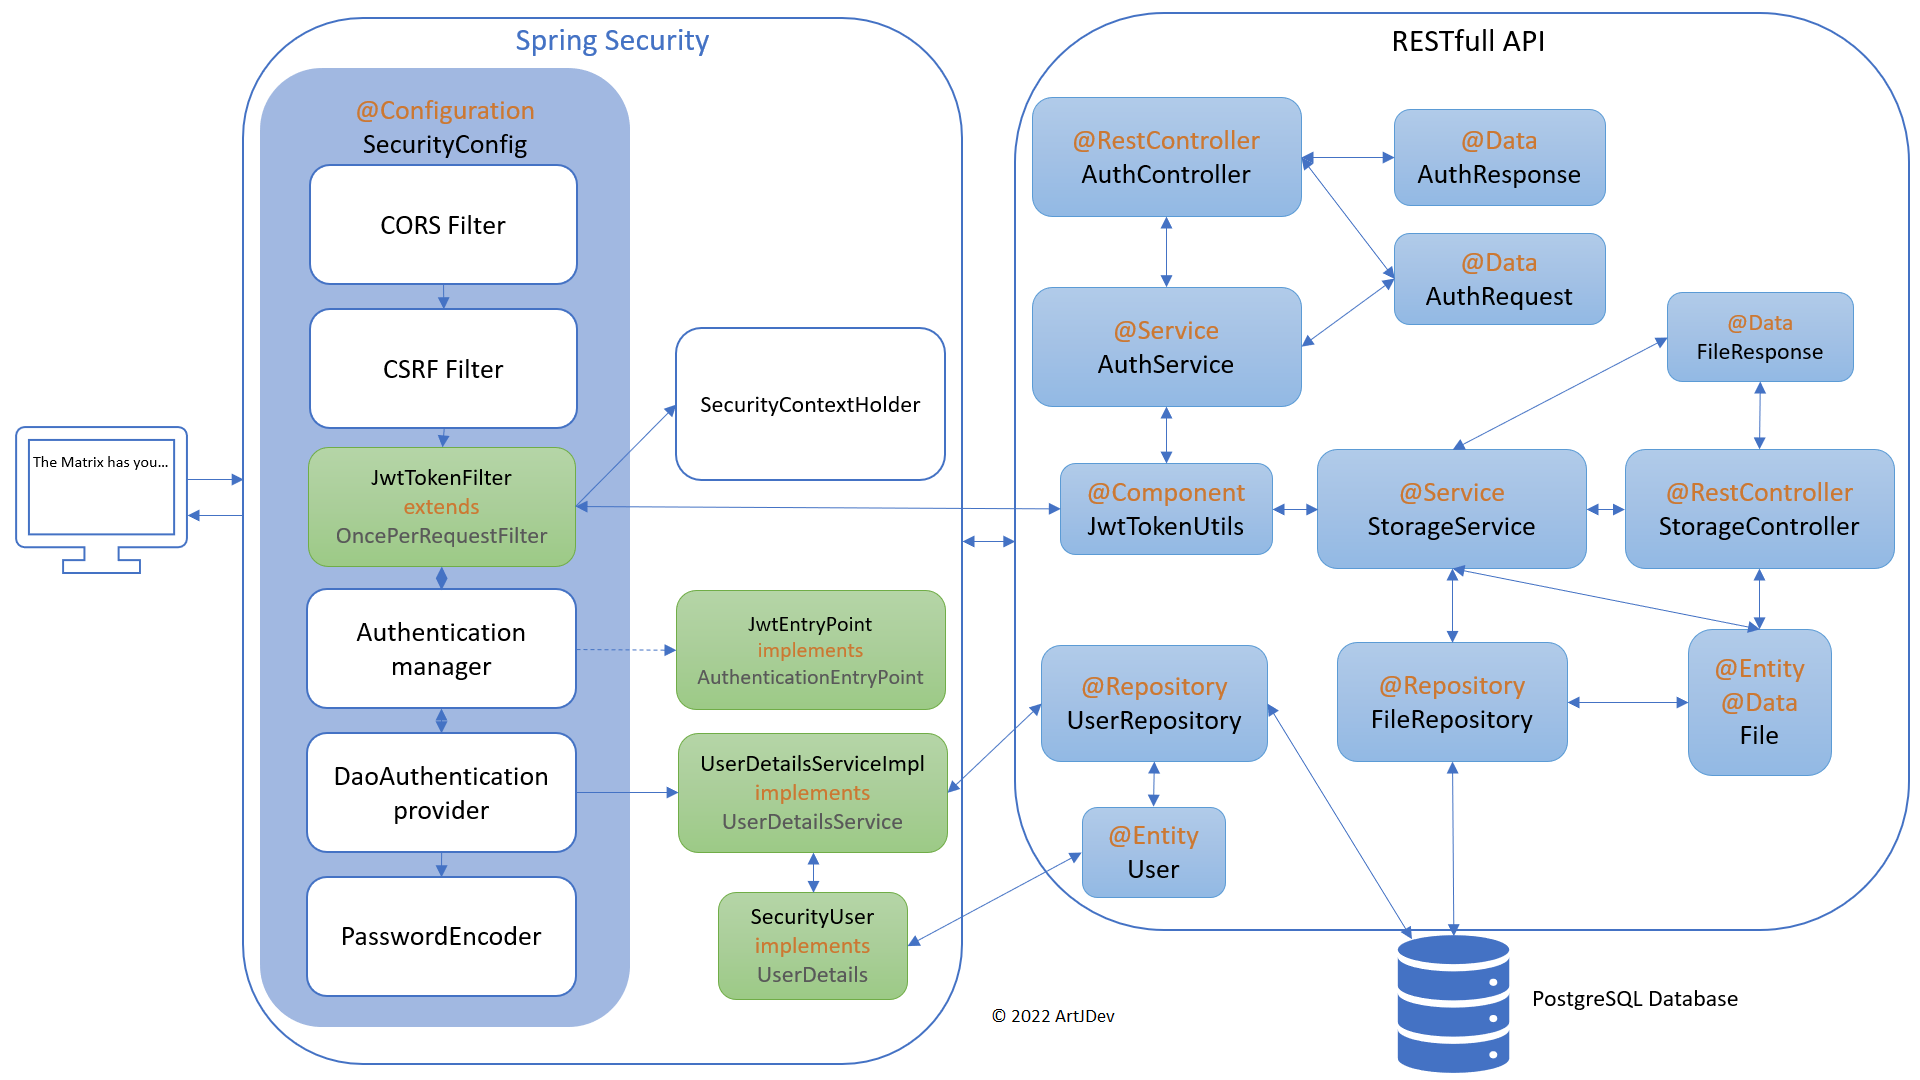 Spring Security
RESTfull API
@Configuration
SecurityConfig
CORS Filter
CSRF Filter
The Matrix has you...
JwtTokenFilter
extends
OncePerRequestFilter
Authentication
manager
DaoAuthentication
provider
PasswordEncoder
SecurityContextHolder
JwtEntryPoint
implements
AuthenticationEntryPoint
UserDetailsServiceImpl
implements
UserDetailsService
SecurityUser
implements
UserDetails
@RestController
AuthController
@Data
AuthResponse
@Data
AuthRequest
@Service
AuthService
@Data
FileResponse
@Component
JwtTokenUtils
@Service
StorageService
@RestController
StorageController
@Repository
UserRepository
@Repository
FileRepository
@Entity
@Data
File
@Entity
User
PostgreSQL Database
© 2022 ArtJDev